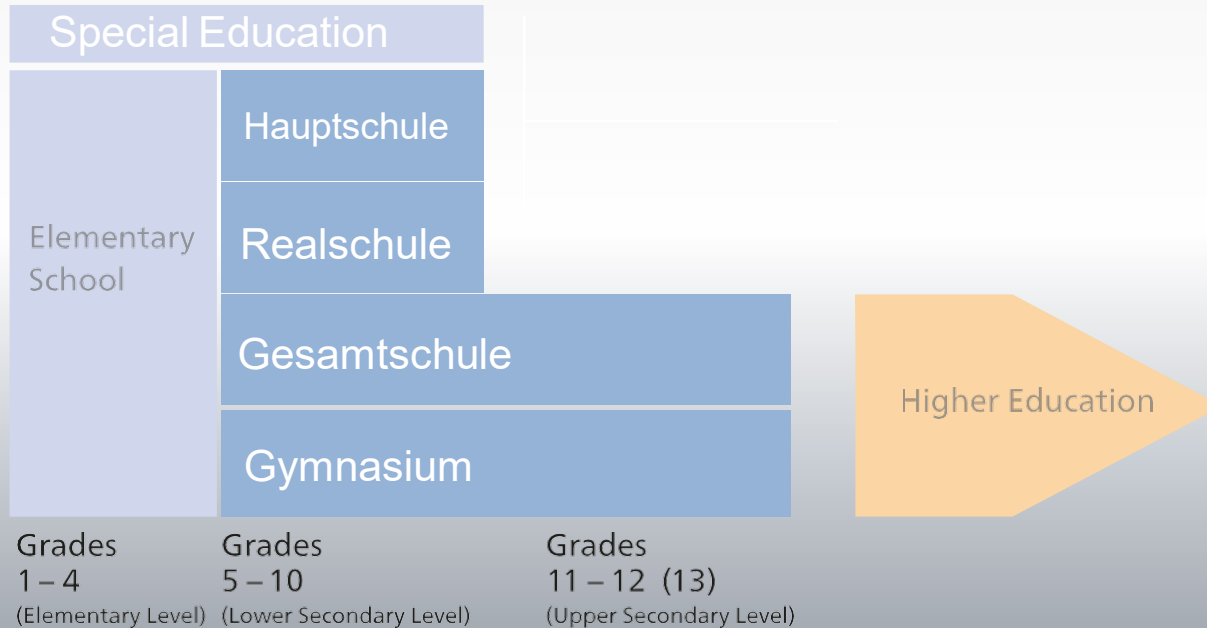 Special Education
Hauptschule
Elementary
School
Realschule
Gesamtschule
Higher Education
Gymnasium
Grades
1 – 4
(Elementary Level)
Grades
5 – 10
(Lower Secondary Level)
Grades
11 – 12 (13)
(Upper Secondary Level)